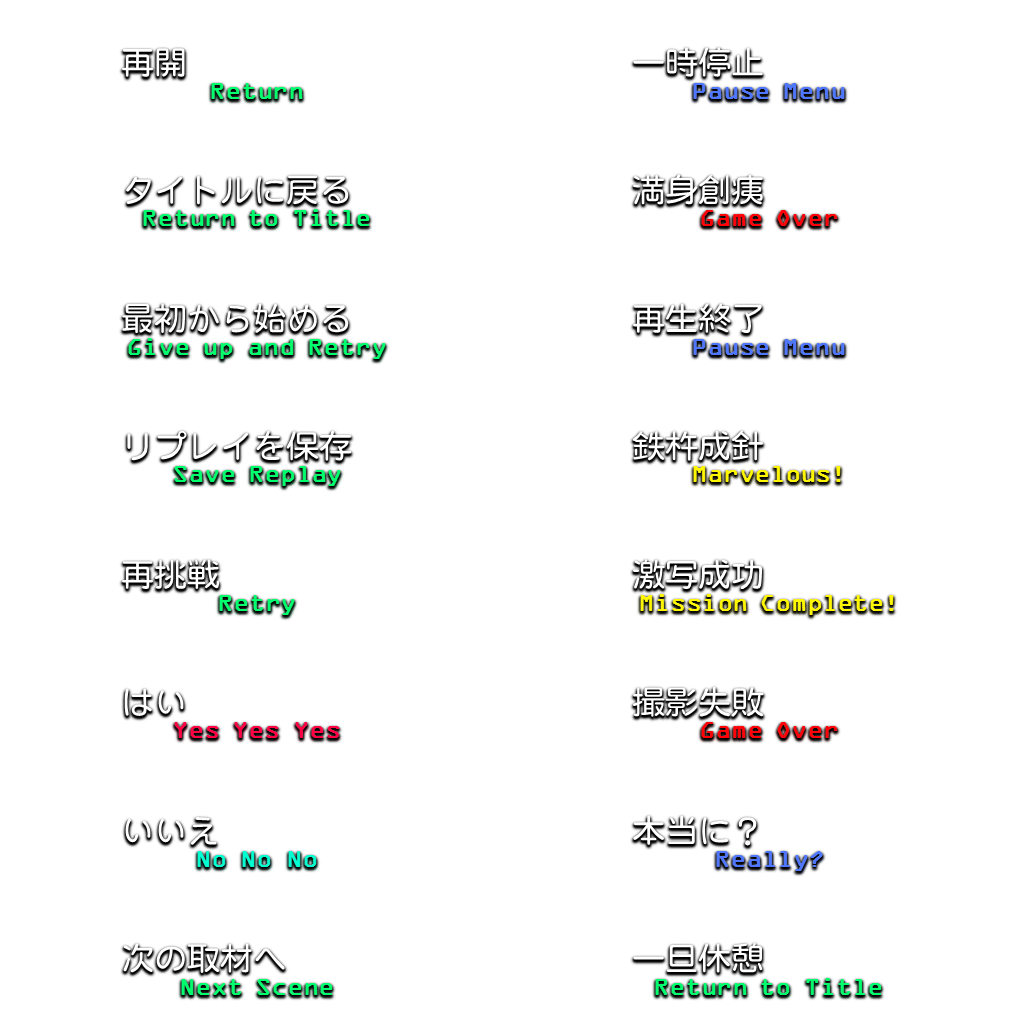 再開
Return
一時停止
Pause Menu
タイトルに戻る
Return to Title
満身創痍
Game Over
最初から始める
Give up and Retry
再生終了
Pause Menu
リプレイを保存
Save Replay
鉄杵成針
Marvelous!
再挑戦
Retry
激写成功
Mission Complete!
はい
Yes Yes Yes
撮影失敗
Game Over
いいえ
No No No
本当に？
Really?
次の取材へ
Next Scene
一旦休憩
Return to Title